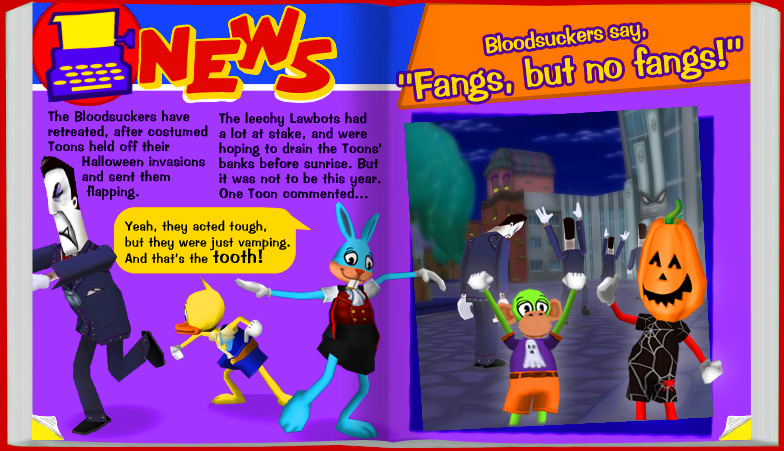 NEWS
The Bloodsuckers have
retreated, after costumed
Toons held off their
Halloween invasions
and sent them
flapping.
The leechy Lawbots had
a lot at stake, and were
hoping to drain the Toons'
banks before sunrise. But
it was not to be this year.
One Toon commented...
Yeah, they acted tough,
but they were just vamping.
And that's the tooth!
Bloodsuckers say,
"Fangs, but no fangs!"